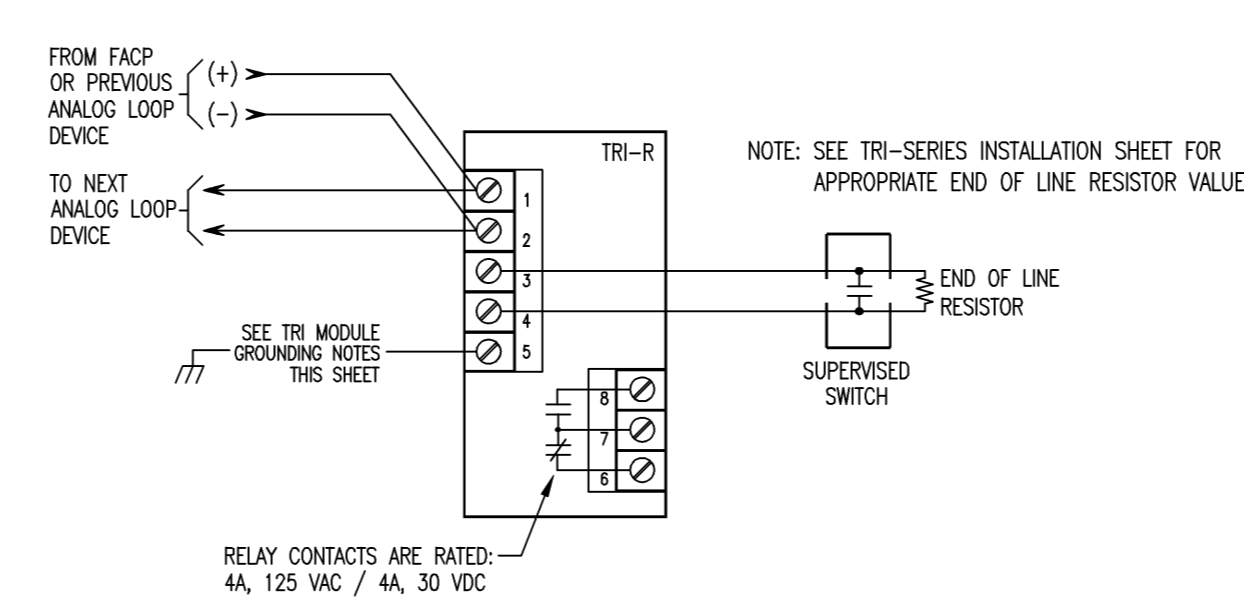 FROM FACP
OR PREVIOUS
ANALOG LOOP
DEVICE
(+)
(-)
TO NEXT
ANALOG LOOP
DEVICE
TRI-R
1
2
3
4
5
NOTE: SEE TRI-SERIES INSTALLATION SHEET FOR
APPROPRIATE END OF LINE RESISTOR VALUE
END OF LINE
RESISTOR
SUPERVISED
SWITCH
SEE TRI MODULE
GROUNDING NOTES
THIS SHEET
8
7
6
RELAY CONTACTS ARE RATED:
4A, 125 VAC / 4A, 30 VDC